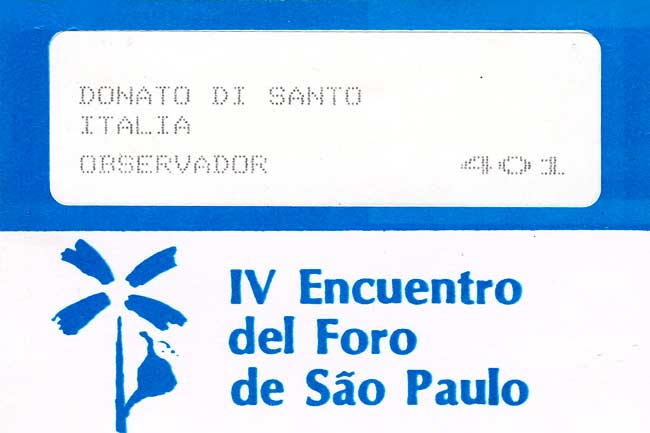 DONATO DI SANTO
ITALIA
OBSERVADOR 401
IV Encuentro
del Foro
de São Paulo